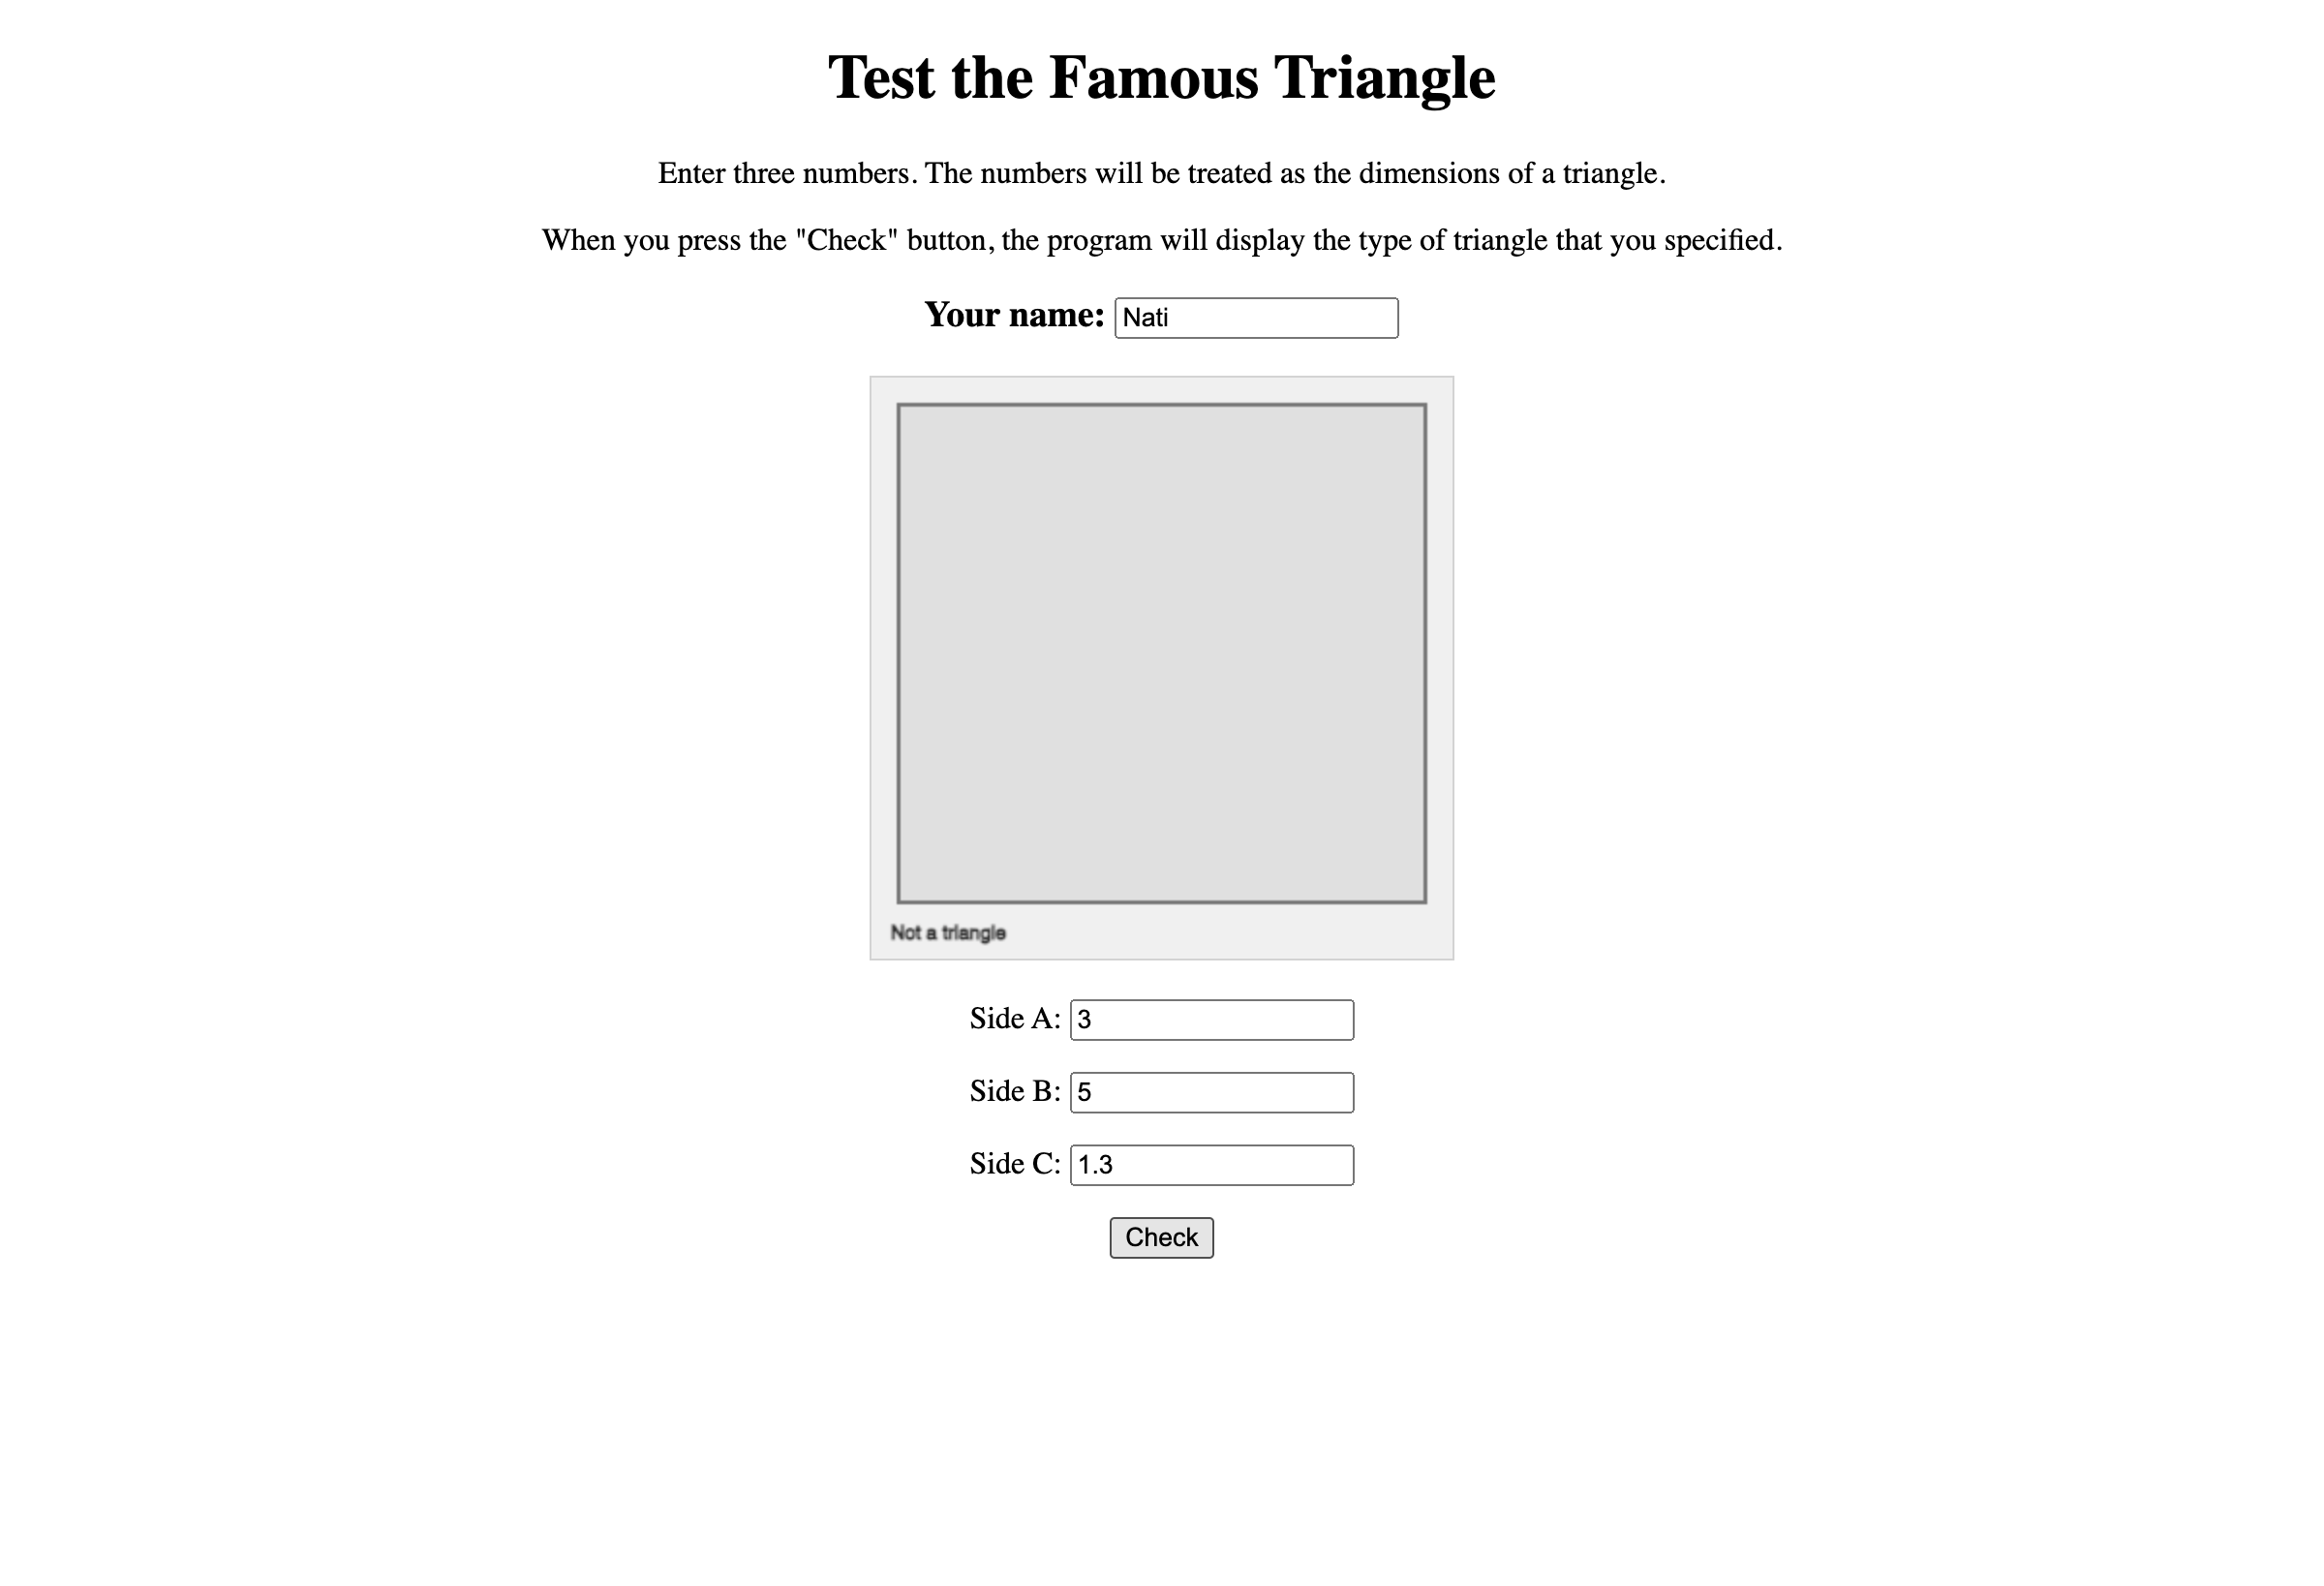 Test the Famous Triangle
Enter three numbers. The numbers will be treated as the dimensions of a triangle.
When you press the "Check" button, the program will display the type of triangle that you specified.
Your name: Nati
Not a triangle
Side A: 3
Side B: 5
Side C: 1.3
Check